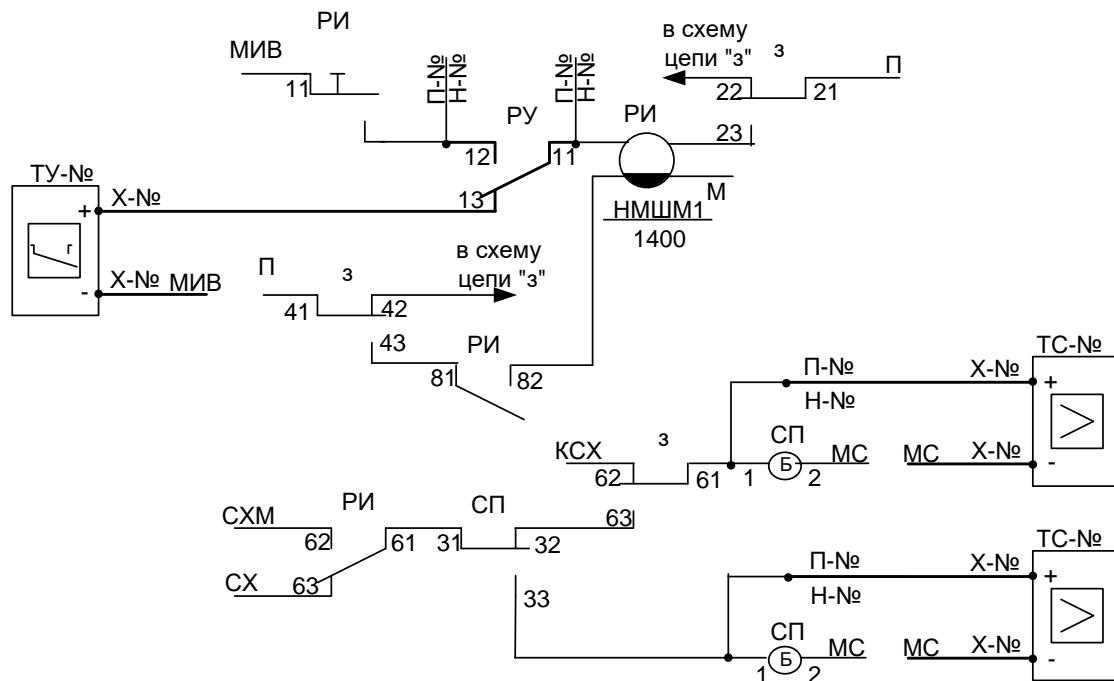 РИ
МИВ
11
П-№
Н-№
РУ
12
11
13
П-№
Н-№
в схему
цепи "з"
з
П
22
21
РИ
23
М
НМШМ1
1400
ТУ-№
+
Х-№
-
Х-№
МИВ
П
з
в схему
цепи "з"
41
42
43
РИ
81
82
ТС-№
П-№
Х-№
+
Н-№
з
СП
КСХ
МС
МС
Х-№
-
62
61
1
Б
2
РИ
СП
63
СХМ
62
61
31
32
СХ
63
33
ТС-№
П-№
Х-№
+
Н-№
СП
МС
МС
Х-№
-
1
Б
2